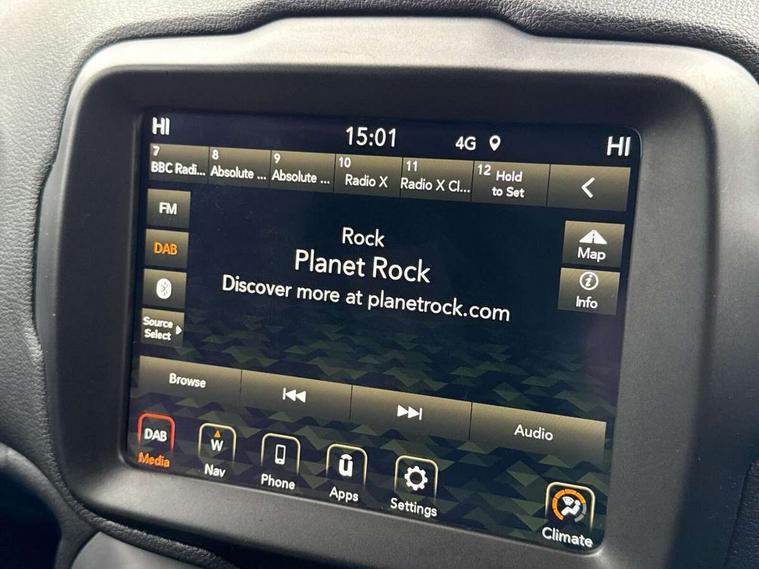 HI 15:01 4G HI
7 BBC Radi...
8 Absolute ...
9 Absolute ...
10 Radio X
11 Radio X Cl...
12 Hold
to Set
FM
DAB
Source
Select
Rock
Planet Rock
Discover more at planetrock.com
Map
Info
Browse
Audio
DAB
Media
W
Nav
Phone
u
Apps
Settings
Climate